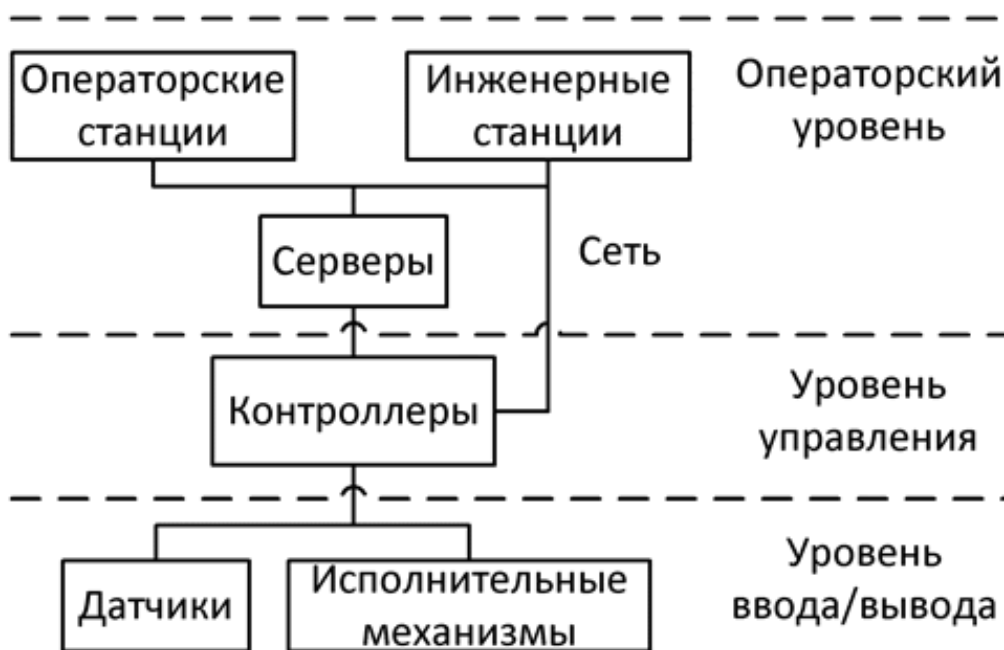 Операторские
станции
Инженерные
станции
Операторский
уровень
Серверы
Сеть
Контроллеры
Уровень
управления
Датчики
Исполнительные
механизмы
Уровень
ввода/вывода